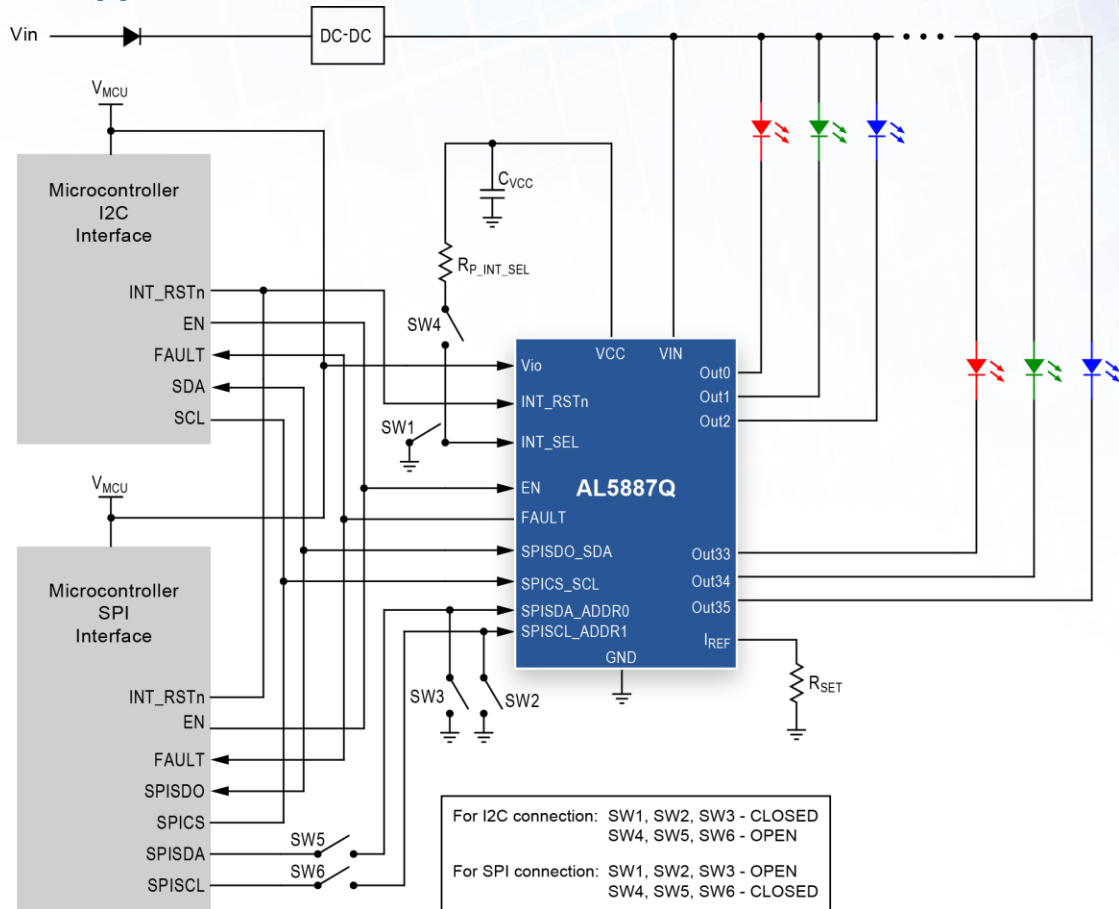 Vin
DC-DC
VMCU
Microcontroller
I2C
Interface
INT_RSTn
EN
FAULT
SDA
SCL
VMCU
Microcontroller
SPI
Interface
INT_RSTn
EN
FAULT
SPISDO
SPICS
SPISDA
SPISCL
CVCC
RP_INT_SEL
SW4
SW1
SW3
SW2
SW5
SW6
VCC
VIN
Vio
INT_RSTn
INT_SEL
EN
AL5887Q
FAULT
SPISDO_SDA
SPICS_SCL
SPISDA_ADDR0
SPISCL_ADDR1
GND
Out0
Out1
Out2
Out33
Out34
Out35
IREF
RSET
For I2C connection: SW1, SW2, SW3 - CLOSED
SW4, SW5, SW6 - OPEN
For SPI connection: SW1, SW2, SW3 - OPEN
SW4, SW5, SW6 - CLOSED